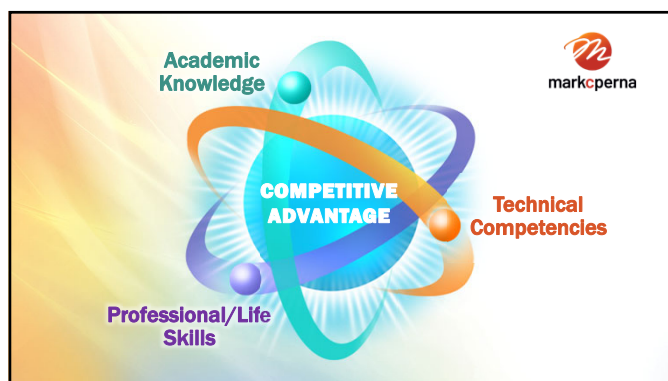 Academic
Knowledge
markcperna
COMPETITIVE
ADVANTAGE
Technical
Competencies
Professional/Life
Skills